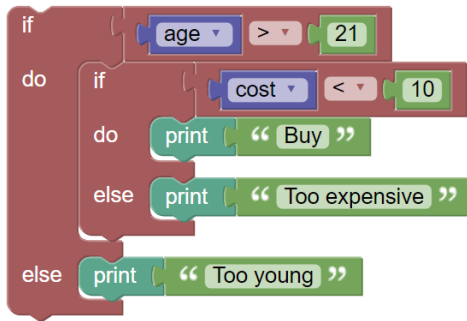 if age ▾ > ▾ 21
do if cost ▾ < ▾ 10
do print “ Buy ”
else print “ Too expensive ”
else print “ Too young ”